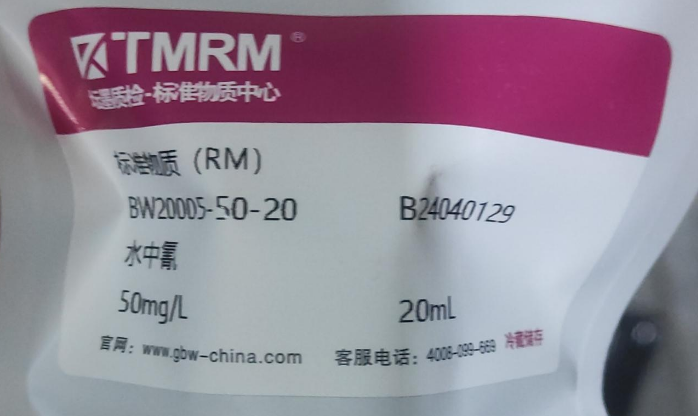 TMRM®
坛墨质检-标准物质中心
标准物质（RM）
BW20005-50-20 B24040129
水中氰
50mg/L 20mL
官网：www.gbw-china.com 客服电话：4008-099-669 冷藏储存